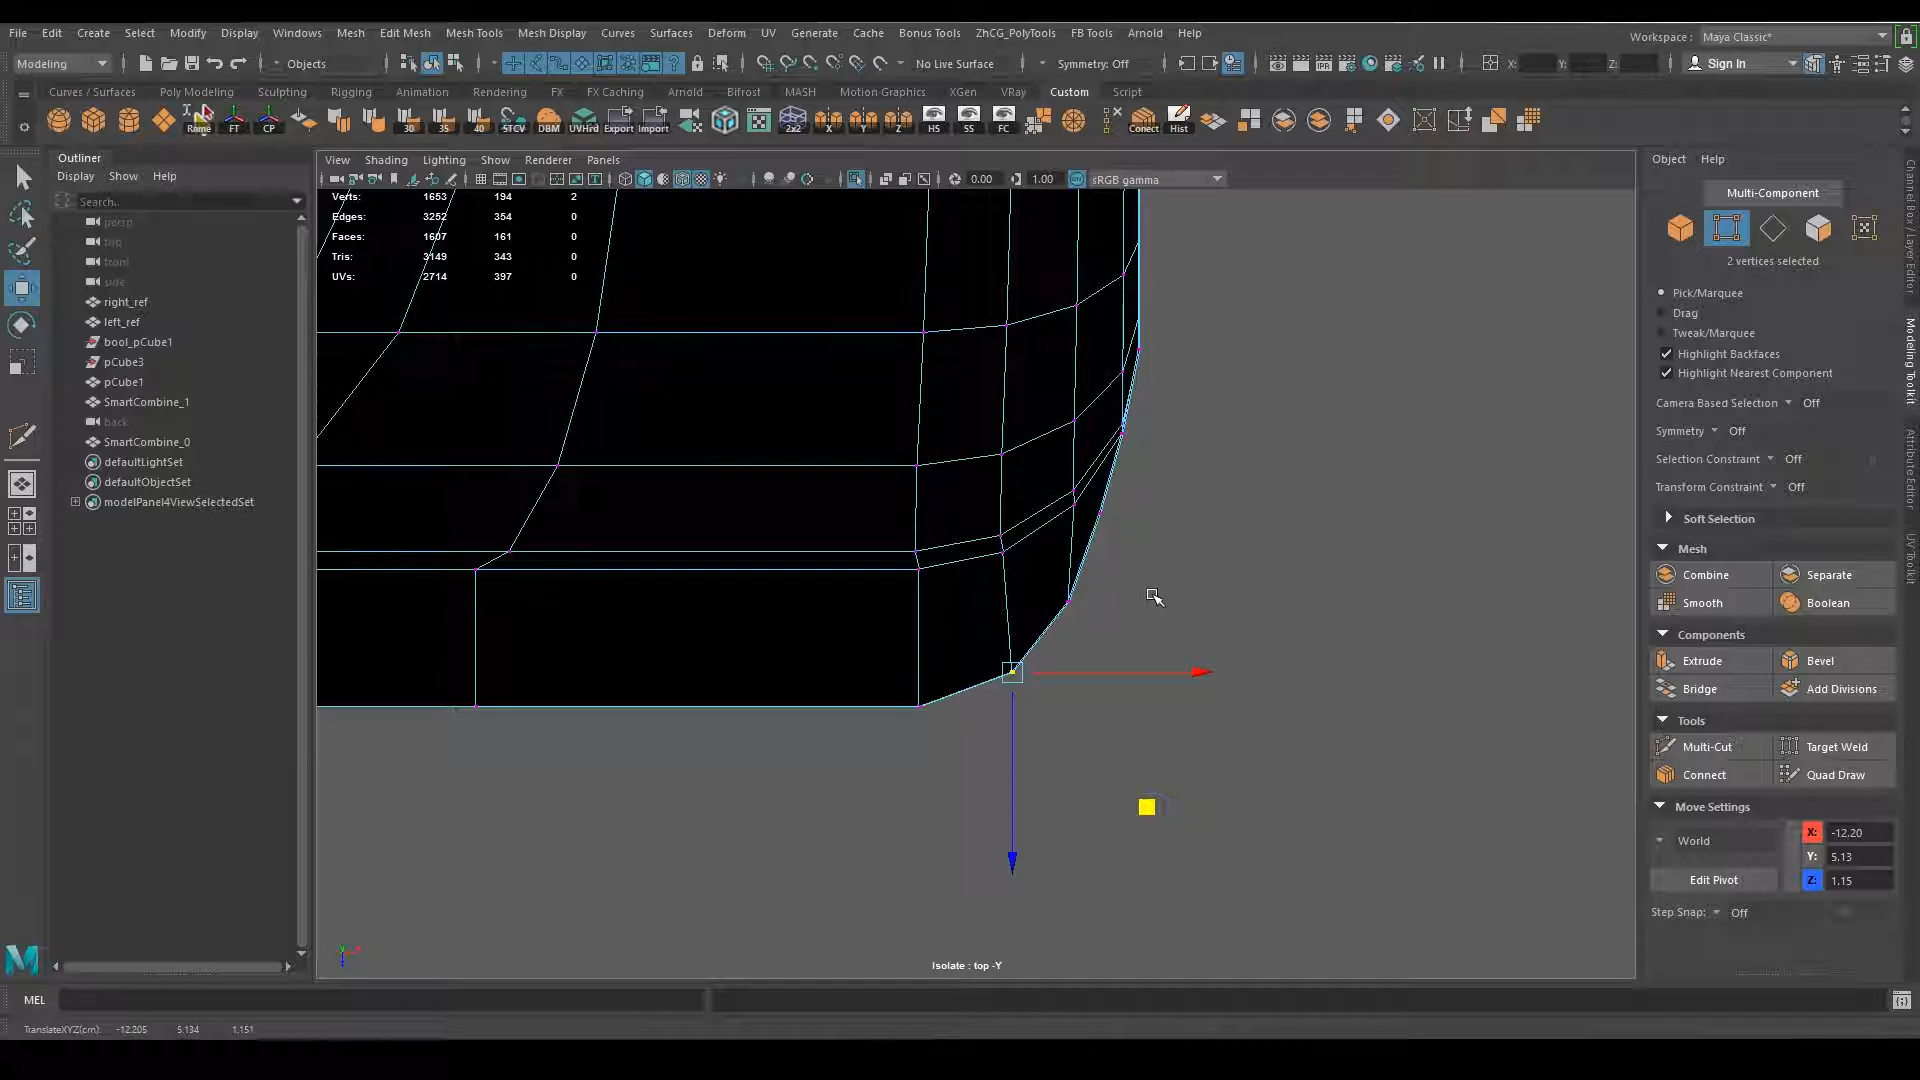 File Edit Create Select Modify Display Windows Mesh Edit Mesh Mesh Tools Mesh Display Curves Surfaces Deform UV Generate Cache Bonus Tools ZhCG_PolyTools FB Tools Arnold Help
Workspace : Maya Classic*
Modeling Objects No Live Surface Symmetry: Off X: Y: Z: Sign In
Curves / Surfaces Poly Modeling Sculpting Rigging Animation Rendering FX FX Caching Arnold Bifrost MASH Motion Graphics XGen VRay Custom Script
Rame FT CP 30 35 40 STCV DBM UVHrd Export Import 2x2 X Y Z HS SS FC Conect Hist
Outliner
Display Show Help
Search..
persp
top
front
side
right_ref
left_ref
bool_pCube1
pCube3
pCube1
SmartCombine_1
back
SmartCombine_0
defaultLightSet
defaultObjectSet
modelPanel4ViewSelectedSet
View Shading Lighting Show Renderer Panels
0.00 1.00 sRGB gamma
Verts: 1653 194 2
Edges: 3252 354 0
Faces: 1607 161 0
Tris: 3149 343 0
UVs: 2714 397 0
Isolate : top -Y
Object Help
Multi-Component
2 vertices selected
Pick/Marquee
Drag
Tweak/Marquee
Highlight Backfaces
Highlight Nearest Component
Camera Based Selection Off
Symmetry Off
Selection Constraint Off
Transform Constraint Off
Soft Selection
Mesh
Combine Separate
Smooth Boolean
Components
Extrude Bevel
Bridge Add Divisions
Tools
Multi-Cut Target Weld
Connect Quad Draw
Move Settings
World X: -12.20
Y: 5.13
Edit Pivot Z: 1.15
Step Snap: Off
Channel Box / Layer Editor
Modeling Toolkit
Attribute Editor
UV Toolkit
MEL
TranslateXYZ(cm): -12.205 5.134 1.151